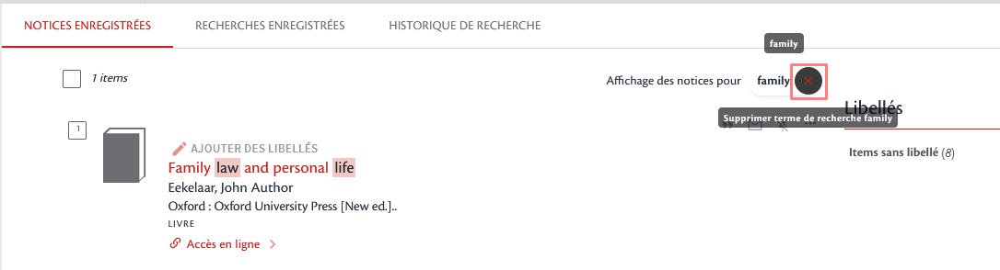 NOTICES ENREGISTRÉES RECHERCHES ENREGISTRÉES HISTORIQUE DE RECHERCHE
family
1 items
Affichage des notices pour family ×
Libellés
Supprimer terme de recherche family
1
AJOUTER DES LIBELLÉS
Items sans libellé (8)
Family law and personal life
Eekelaar, John Author
Oxford : Oxford University Press [New ed.]..
LIVRE
Accès en ligne